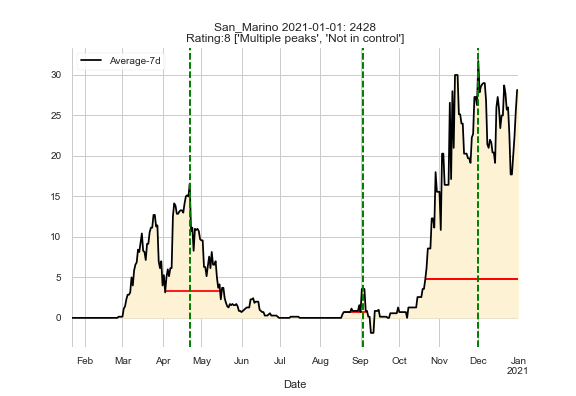 San_Marino 2021-01-01: 2428
Rating:8 ['Multiple peaks', 'Not in control']
Average-7d
30
25
20
15
10
5
0
Feb Mar Apr May Jun Jul Aug Sep Oct Nov Dec Jan
2021
Date